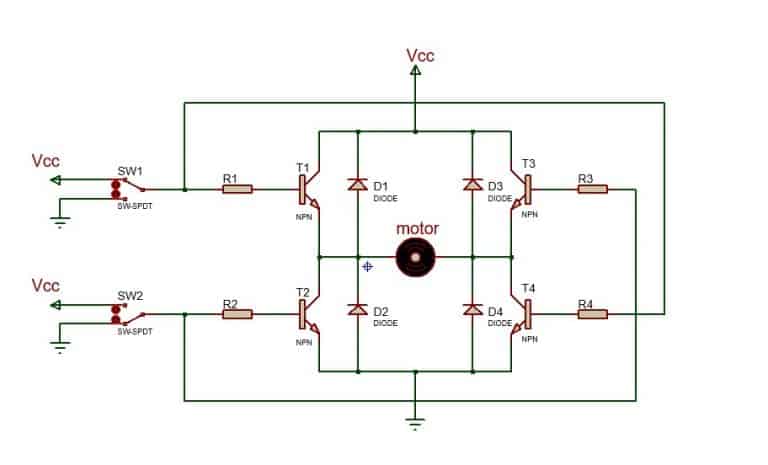 Vcc
Vcc
SW1
SW-SPDT
R1
T1
NPN
D1
DIODE
D3
DIODE
T3
NPN
R3
motor
Vcc
SW2
SW-SPDT
R2
T2
NPN
D2
DIODE
D4
DIODE
T4
NPN
R4